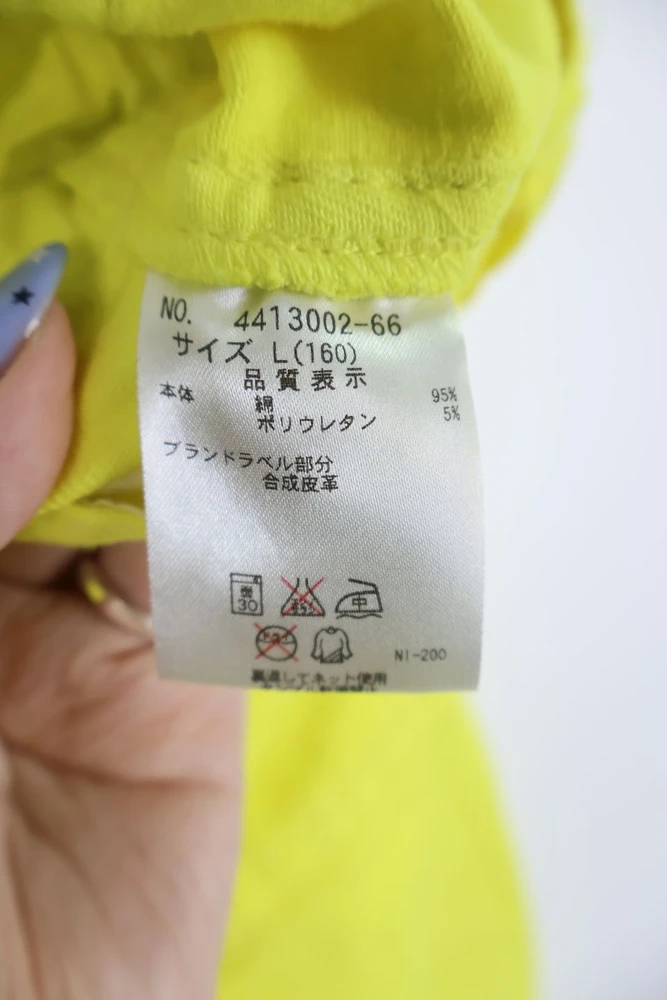 NO. 4413002-66
サイズ L(160)
品質表示
本体 綿 95%
ポリウレタン 5%
ブランドラベル部分
合成皮革
30
中
NI-200
裏返してネット使用